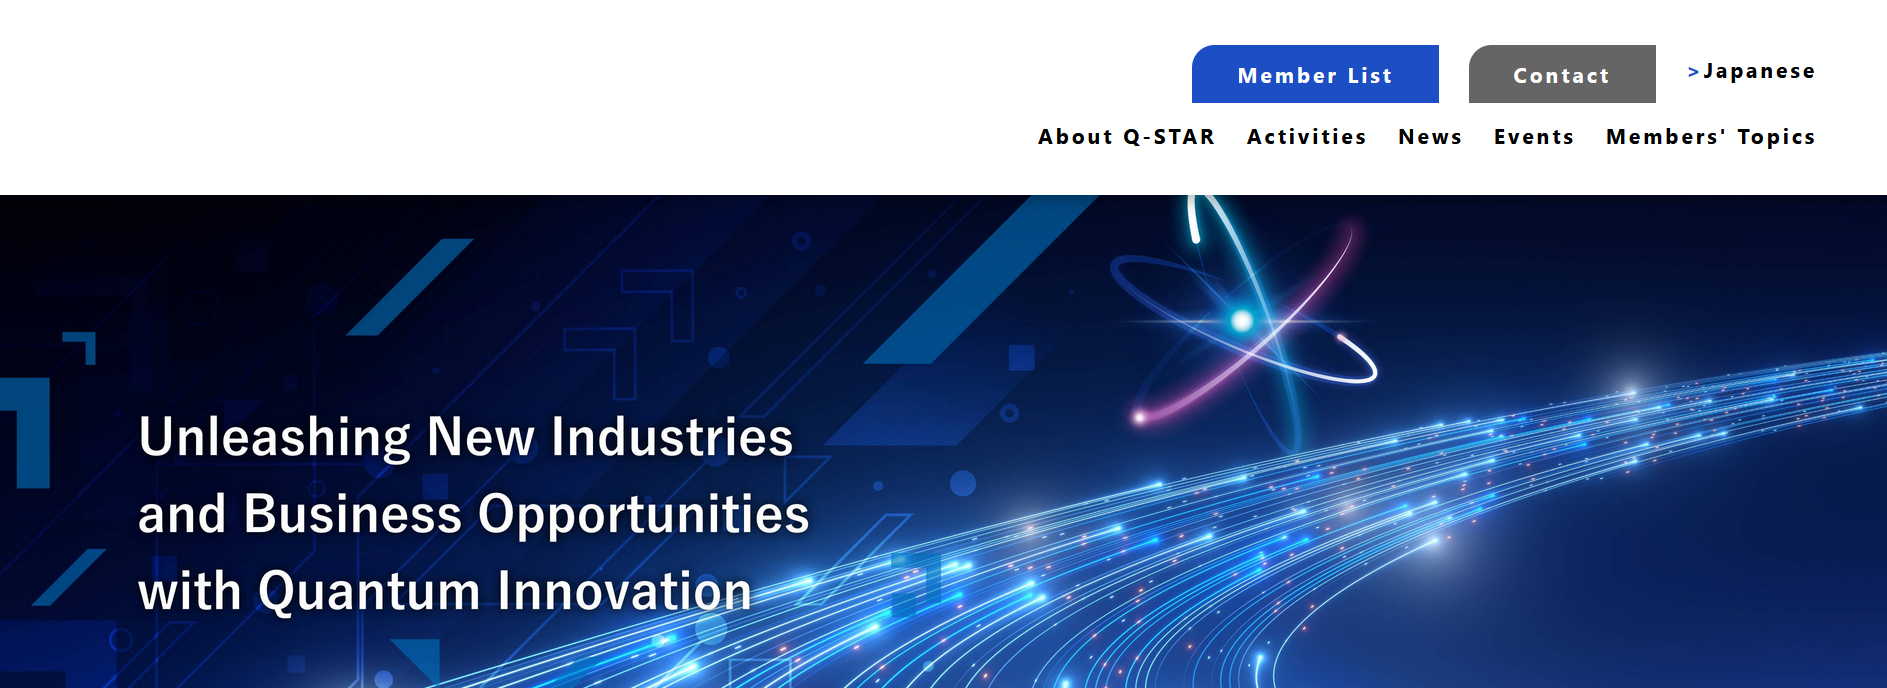 Member List
Contact
>Japanese
About Q-STAR
Activities
News
Events
Members' Topics
Unleashing New Industries
and Business Opportunities
with Quantum Innovation